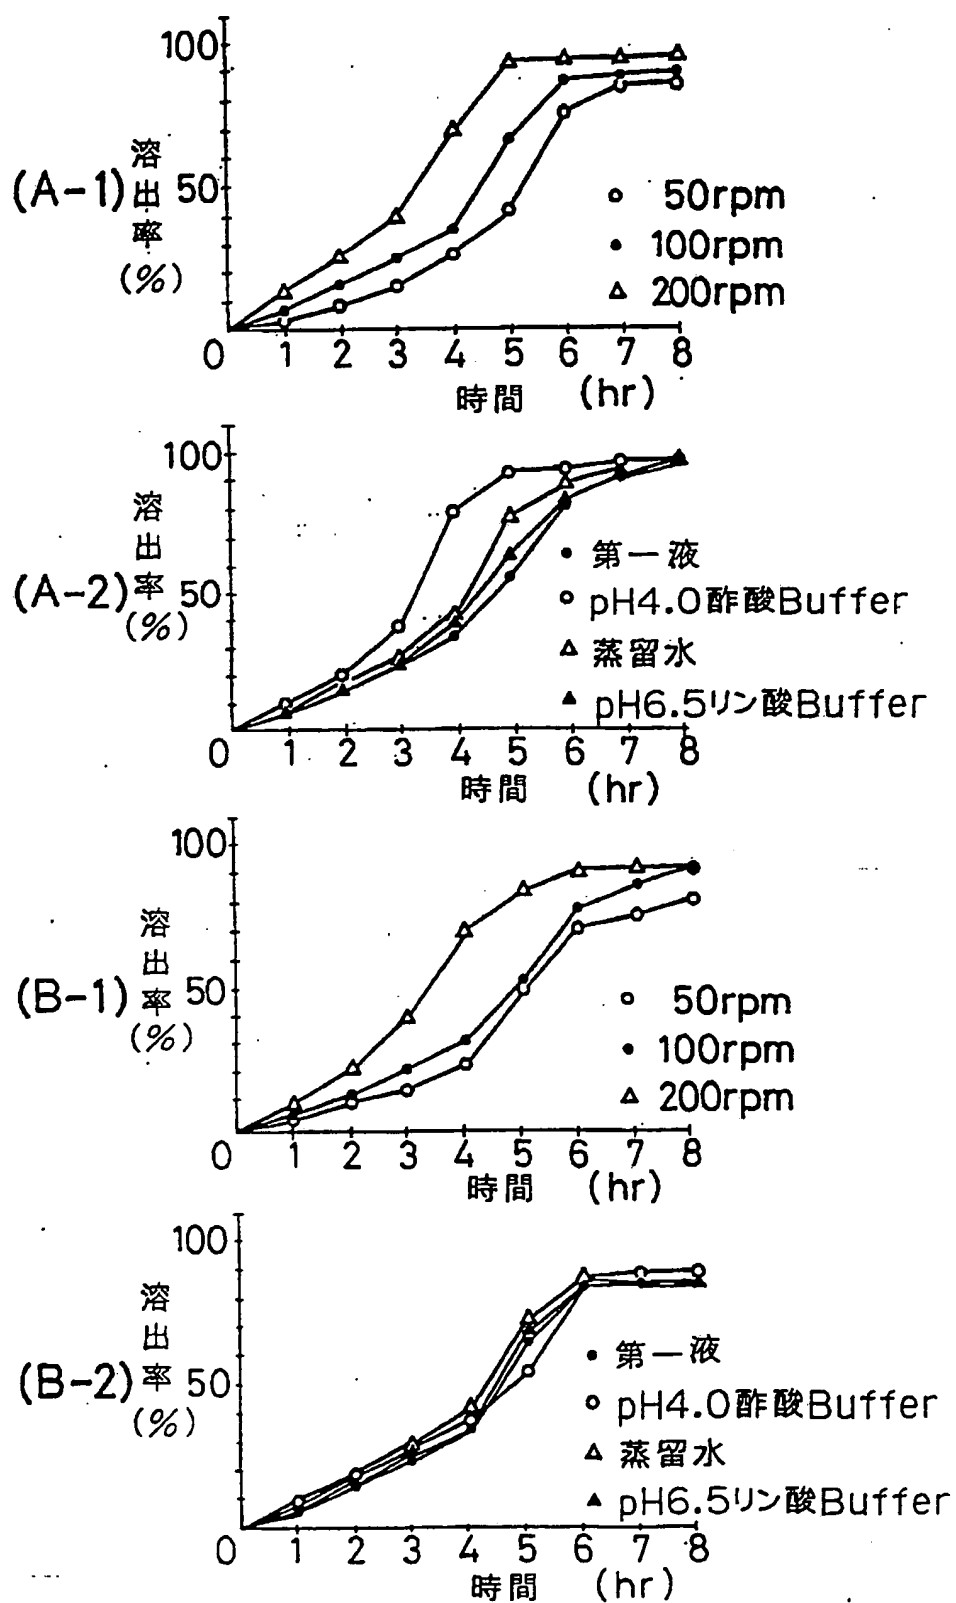 (A-1)
溶出率(%)
100
50
○ 50rpm
● 100rpm
△ 200rpm
0 1 2 3 4 5 6 7 8
時間 (hr)
(A-2)
溶出率(%)
100
50
● 第一液
○ pH4.0酢酸Buffer
△ 蒸留水
▲ pH6.5リン酸Buffer
0 1 2 3 4 5 6 7 8
時間 (hr)
(B-1)
溶出率(%)
100
50
○ 50rpm
● 100rpm
△ 200rpm
0 1 2 3 4 5 6 7 8
時間 (hr)
(B-2)
溶出率(%)
100
50
● 第一液
○ pH4.0酢酸Buffer
△ 蒸留水
▲ pH6.5リン酸Buffer
0 1 2 3 4 5 6 7 8
時間 (hr)